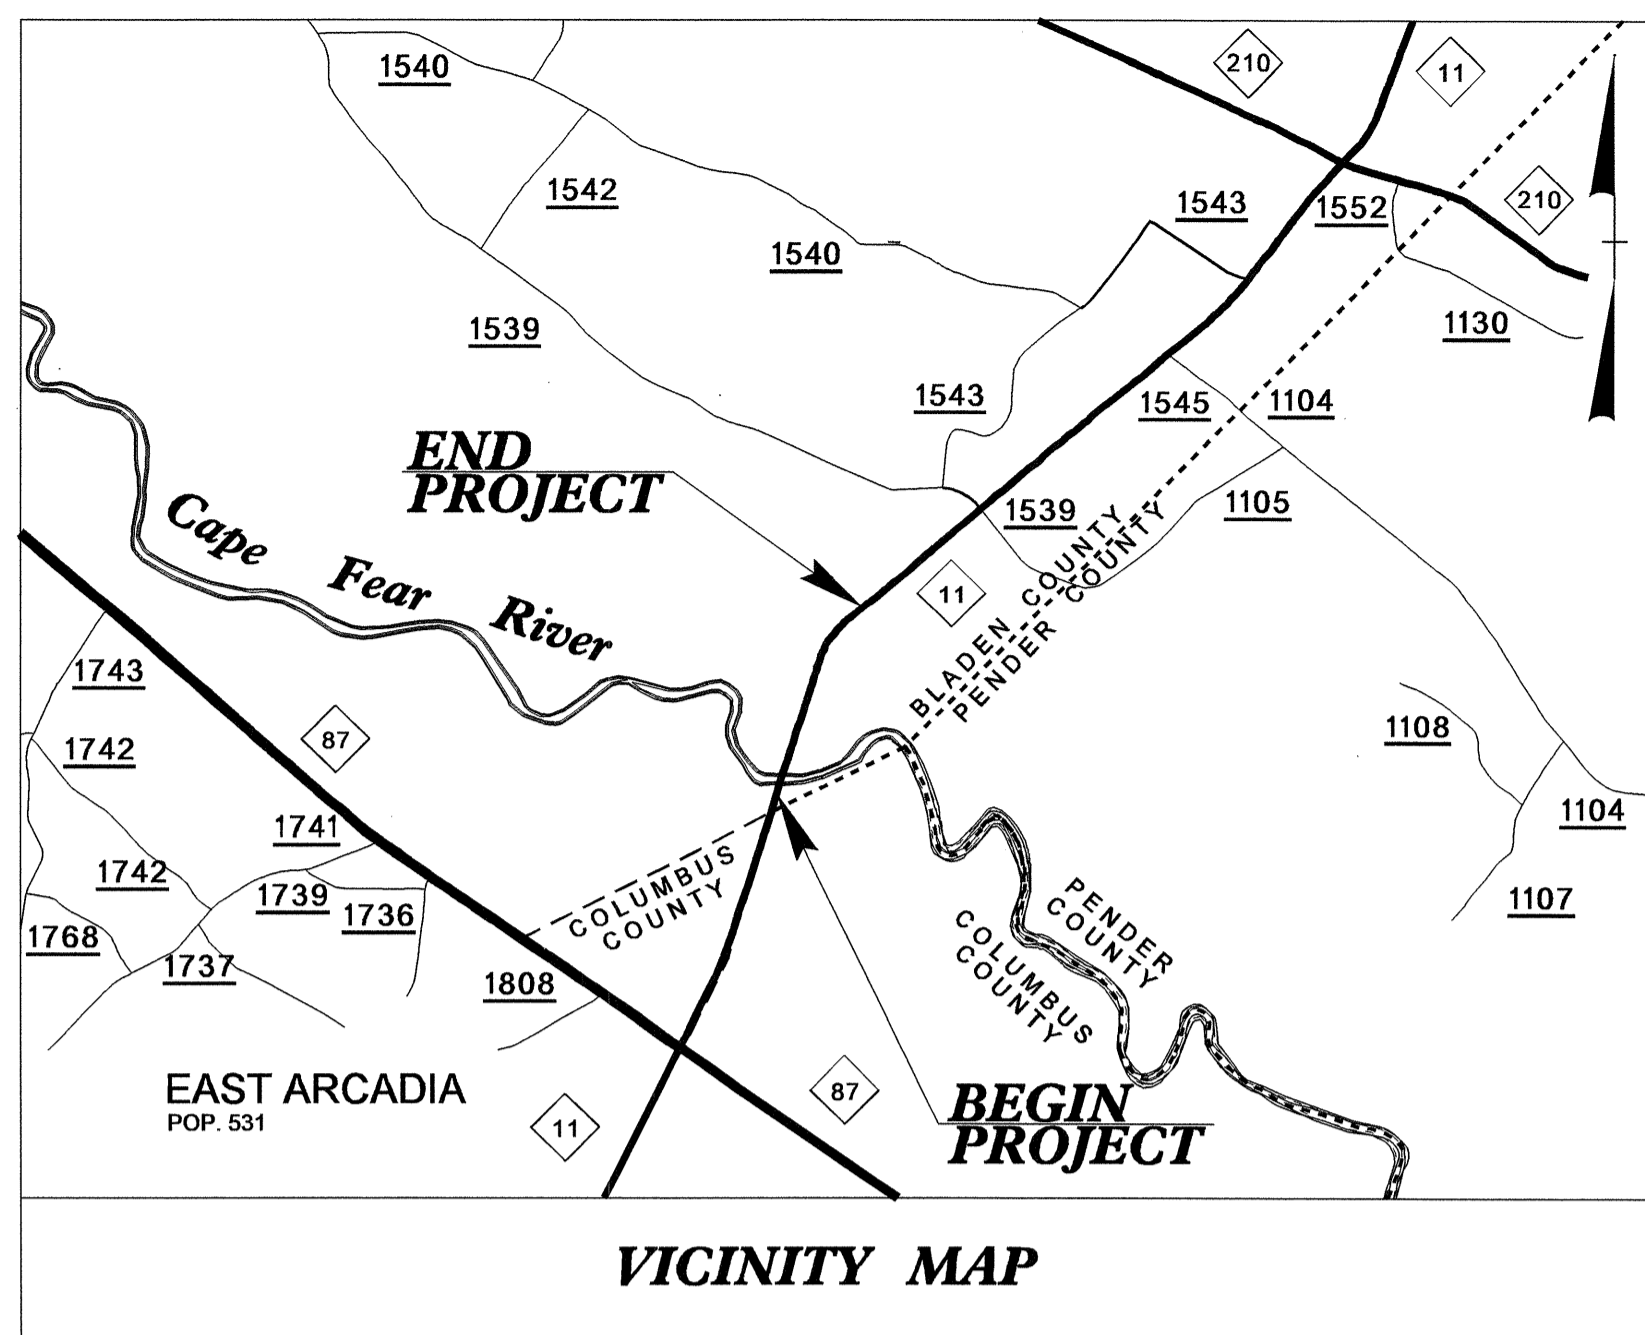 1540
210
11
1542
1543
1552
210
1540
1539
1130
1543
1545
1104
END
PROJECT
1539
1105
Cape Fear River
11
BLADEN COUNTY
PENDER COUNTY
1743
87
1742
1108
1741
1104
1742
1739
1736
COLUMBUS
COUNTY
PENDER
COUNTY
COLUMBUS
COUNTY
1107
1768
1737
1808
EAST ARCADIA
POP. 531
11
87
BEGIN
PROJECT
VICINITY MAP